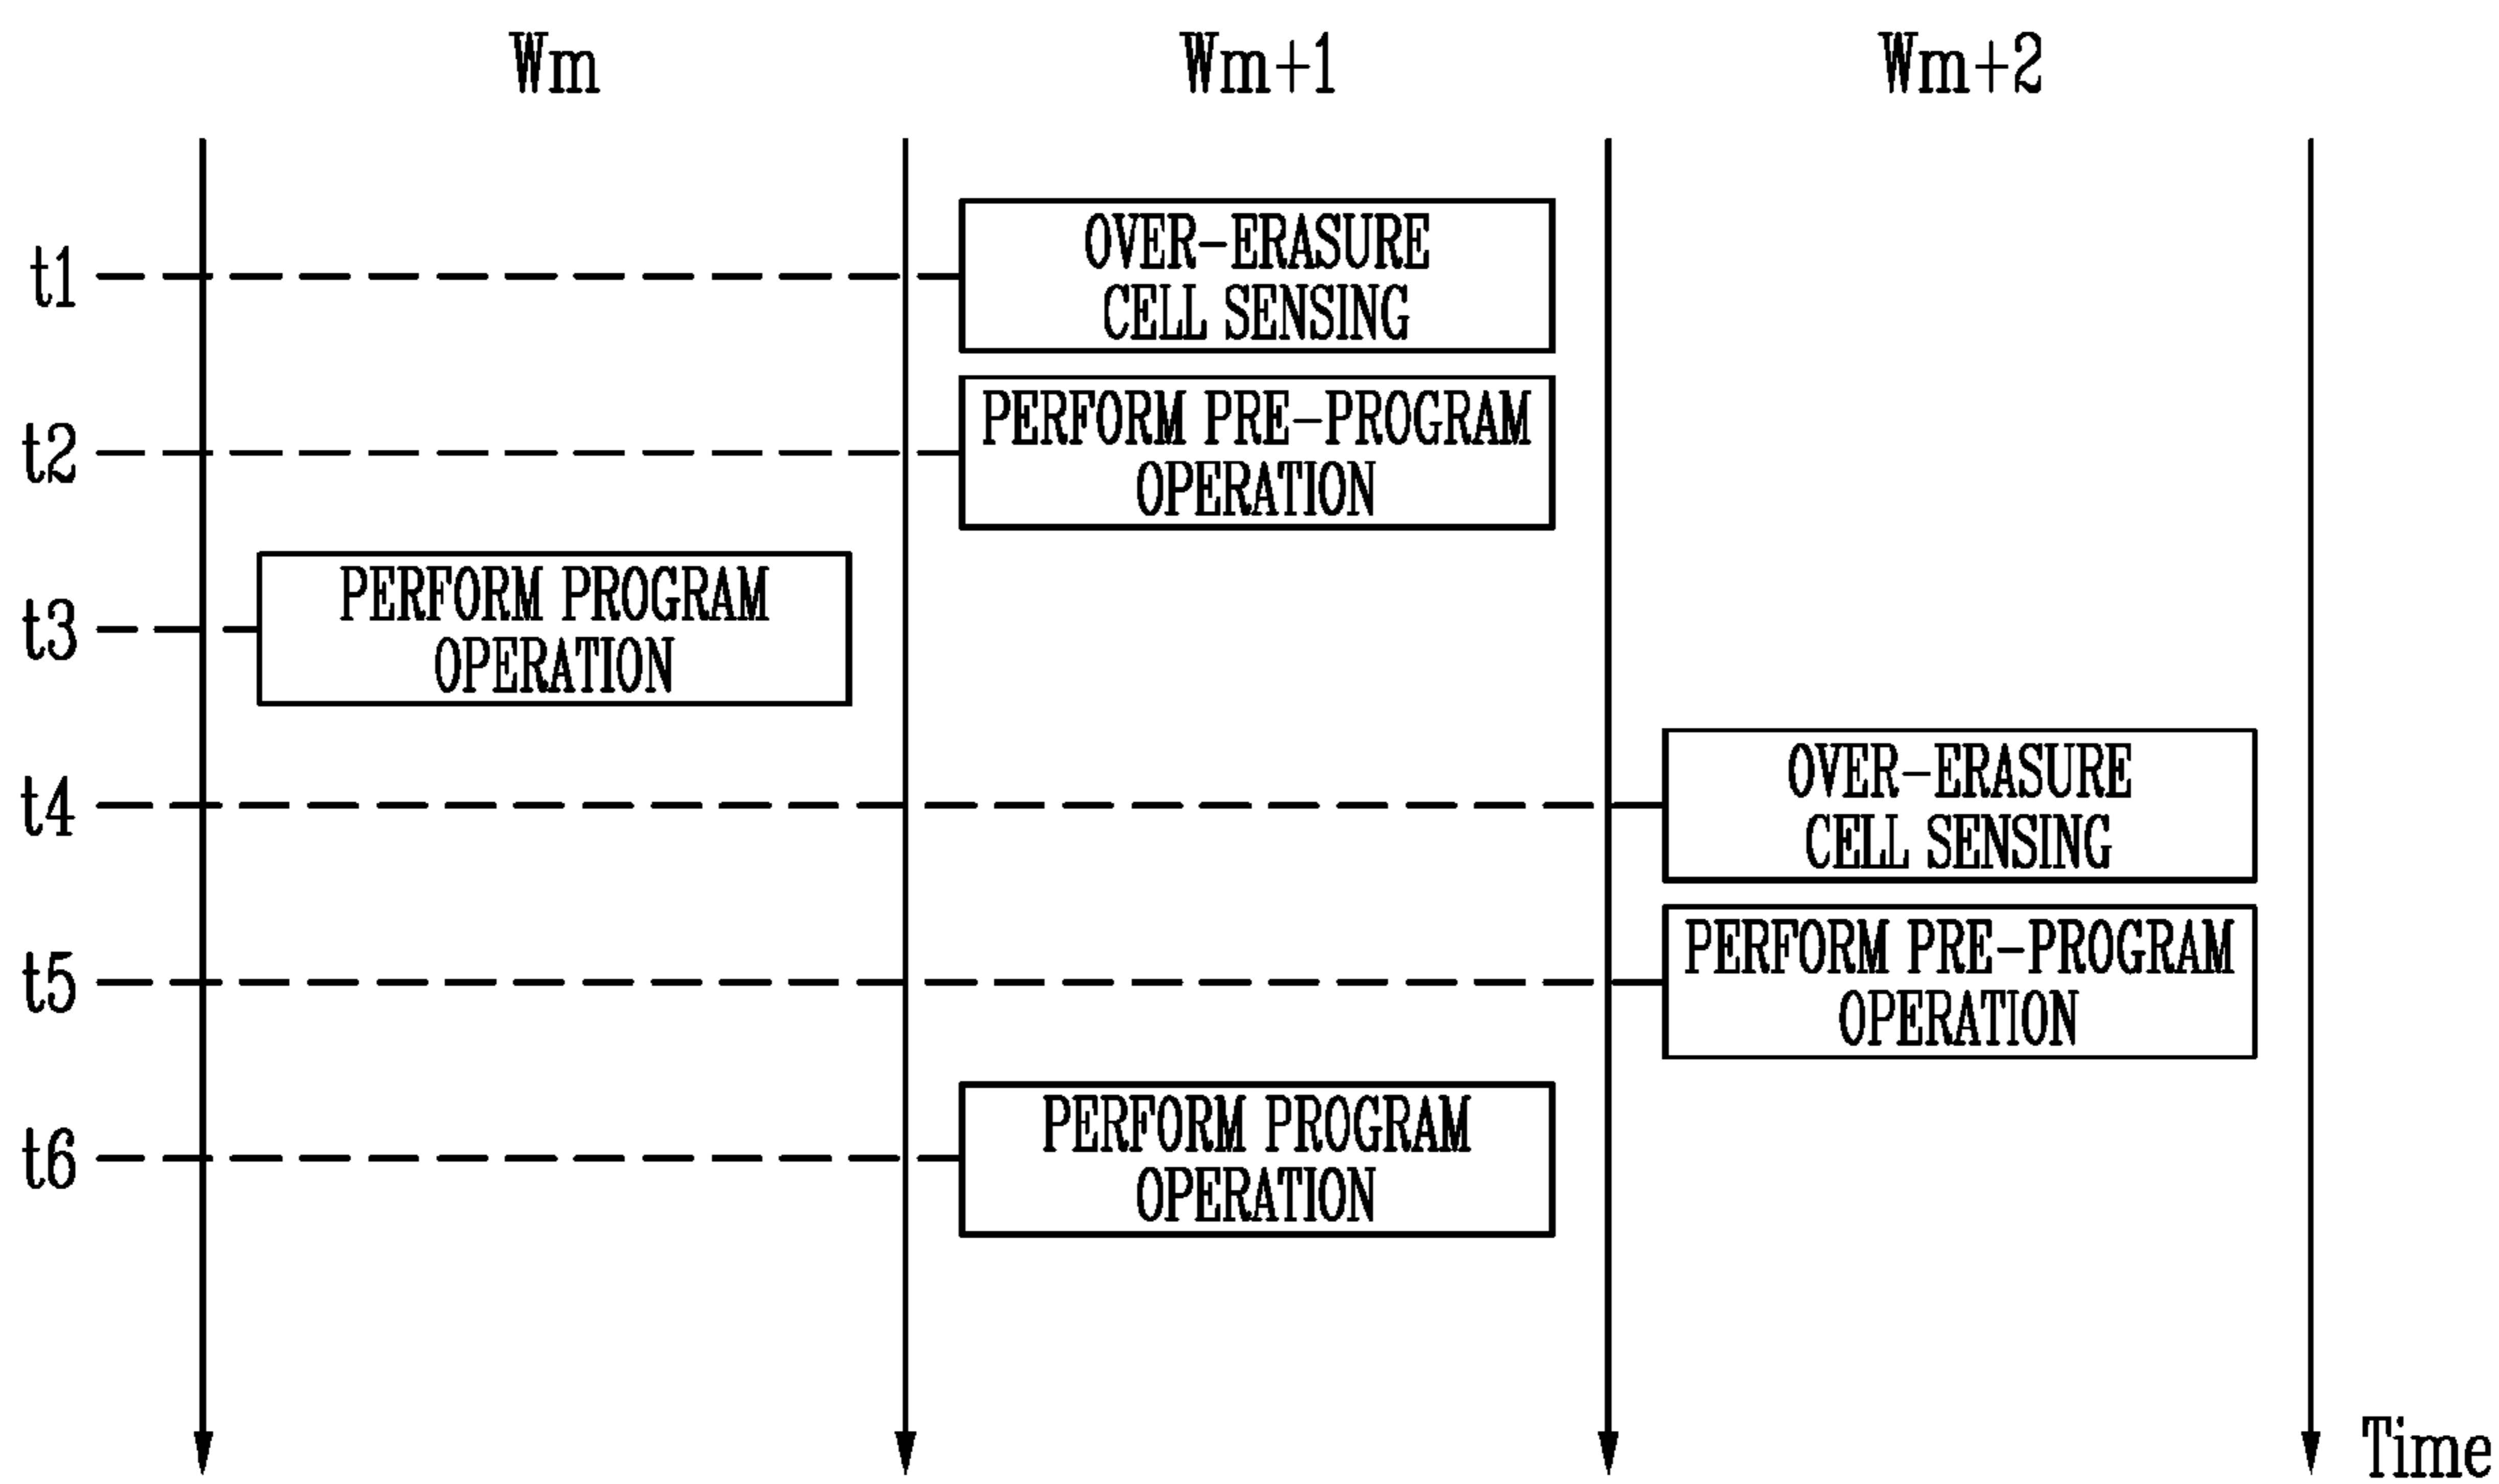 Wm Wm+1 Wm+2
t1
OVER-ERASURE
CELL SENSING
t2
PERFORM PRE-PROGRAM
OPERATION
t3
PERFORM PROGRAM
OPERATION
t4
OVER-ERASURE
CELL SENSING
t5
PERFORM PRE-PROGRAM
OPERATION
t6
PERFORM PROGRAM
OPERATION
Time